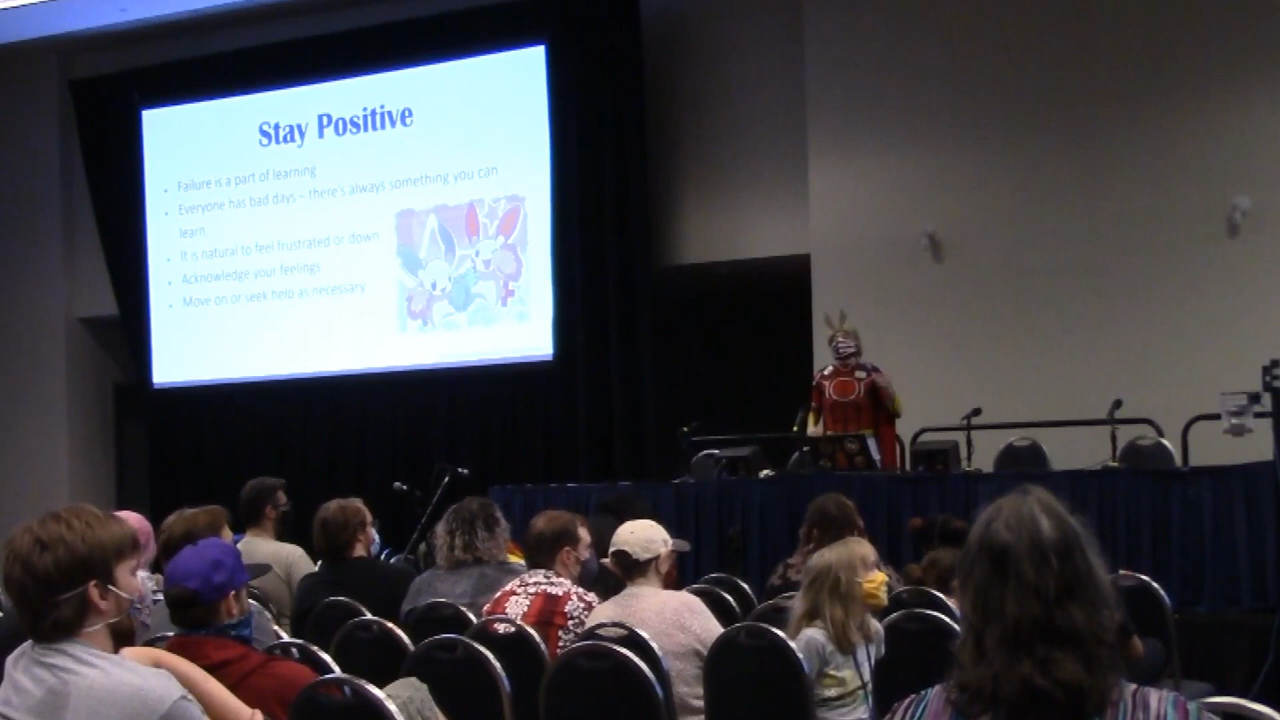 Stay Positive
Failure is a part of learning
Everyone has bad days – there's always something you can
learn
It is natural to feel frustrated or down
Acknowledge your feelings
Move on or seek help as necessary